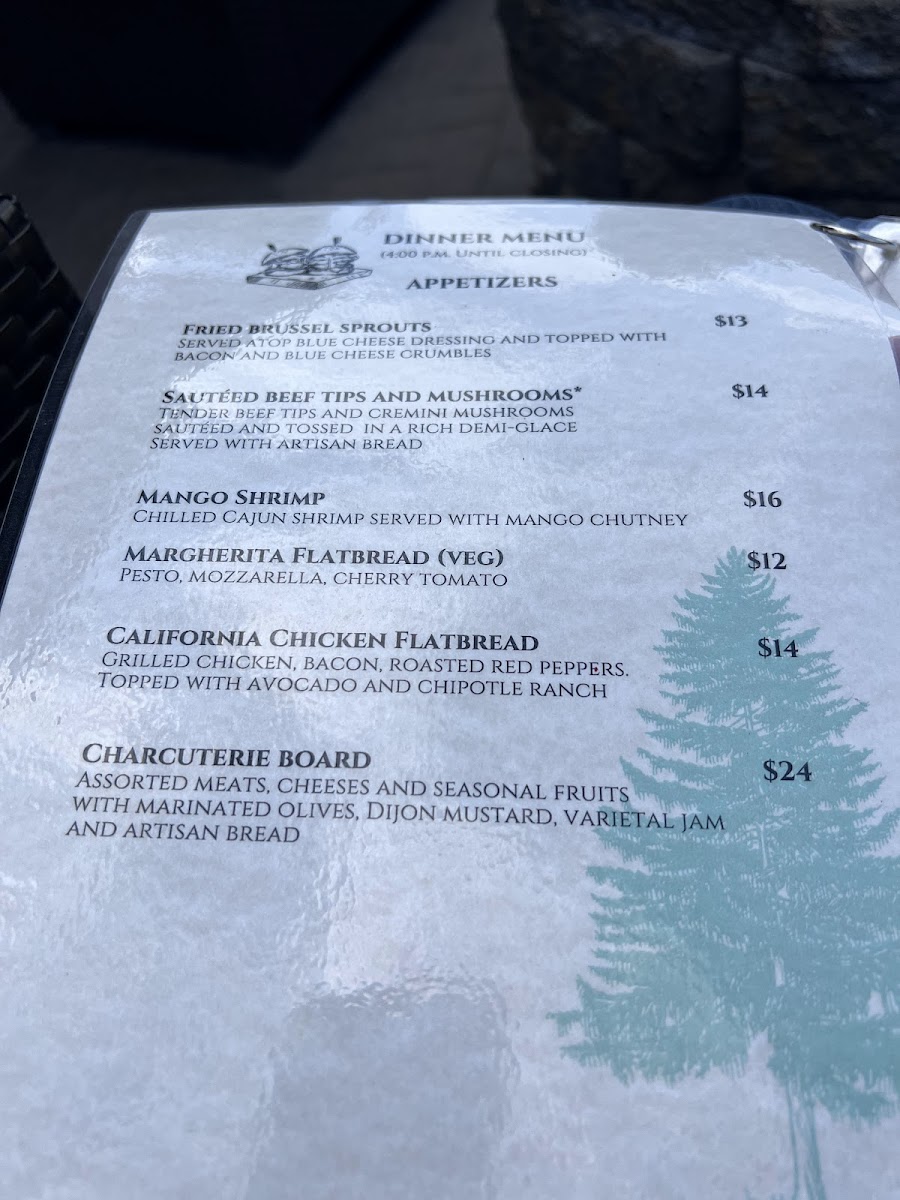 DINNER MENU
(4:00 P.M. UNTIL CLOSING)
APPETIZERS
FRIED BRUSSEL SPROUTS $13
SERVED ATOP BLUE CHEESE DRESSING AND TOPPED WITH
BACON AND BLUE CHEESE CRUMBLES
SAUTÉED BEEF TIPS AND MUSHROOMS* $14
TENDER BEEF TIPS AND CREMINI MUSHROOMS
SAUTÉED AND TOSSED IN A RICH DEMI-GLACE
SERVED WITH ARTISAN BREAD
MANGO SHRIMP $16
CHILLED CAJUN SHRIMP SERVED WITH MANGO CHUTNEY
MARGHERITA FLATBREAD (VEG) $12
PESTO, MOZZARELLA, CHERRY TOMATO
CALIFORNIA CHICKEN FLATBREAD $14
GRILLED CHICKEN, BACON, ROASTED RED PEPPERS.
TOPPED WITH AVOCADO AND CHIPOTLE RANCH
CHARCUTERIE BOARD $24
ASSORTED MEATS, CHEESES AND SEASONAL FRUITS
WITH MARINATED OLIVES, DIJON MUSTARD, VARIETAL JAM
AND ARTISAN BREAD